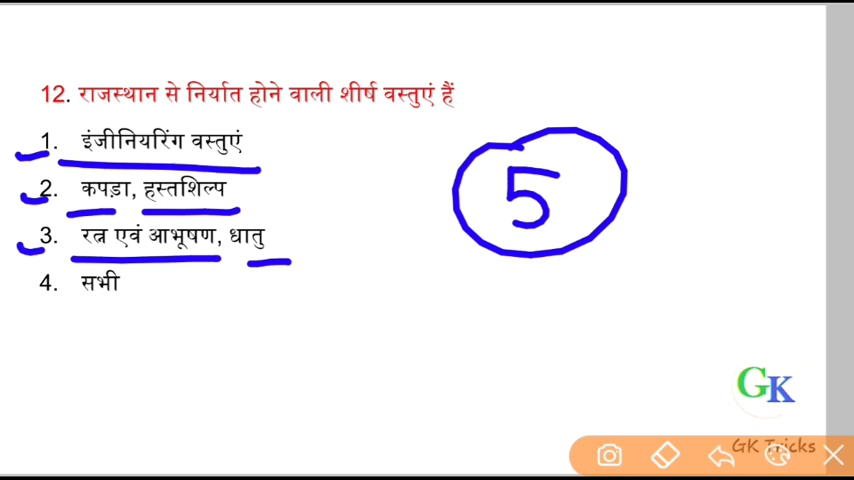 12. राजस्थान से निर्यात होने वाली शीर्ष वस्तुएं हैं
1. इंजीनियरिंग वस्तुएं
2. कपड़ा, हस्तशिल्प
3. रत्न एवं आभूषण, धातु
4. सभी
5
GK
GK Tricks